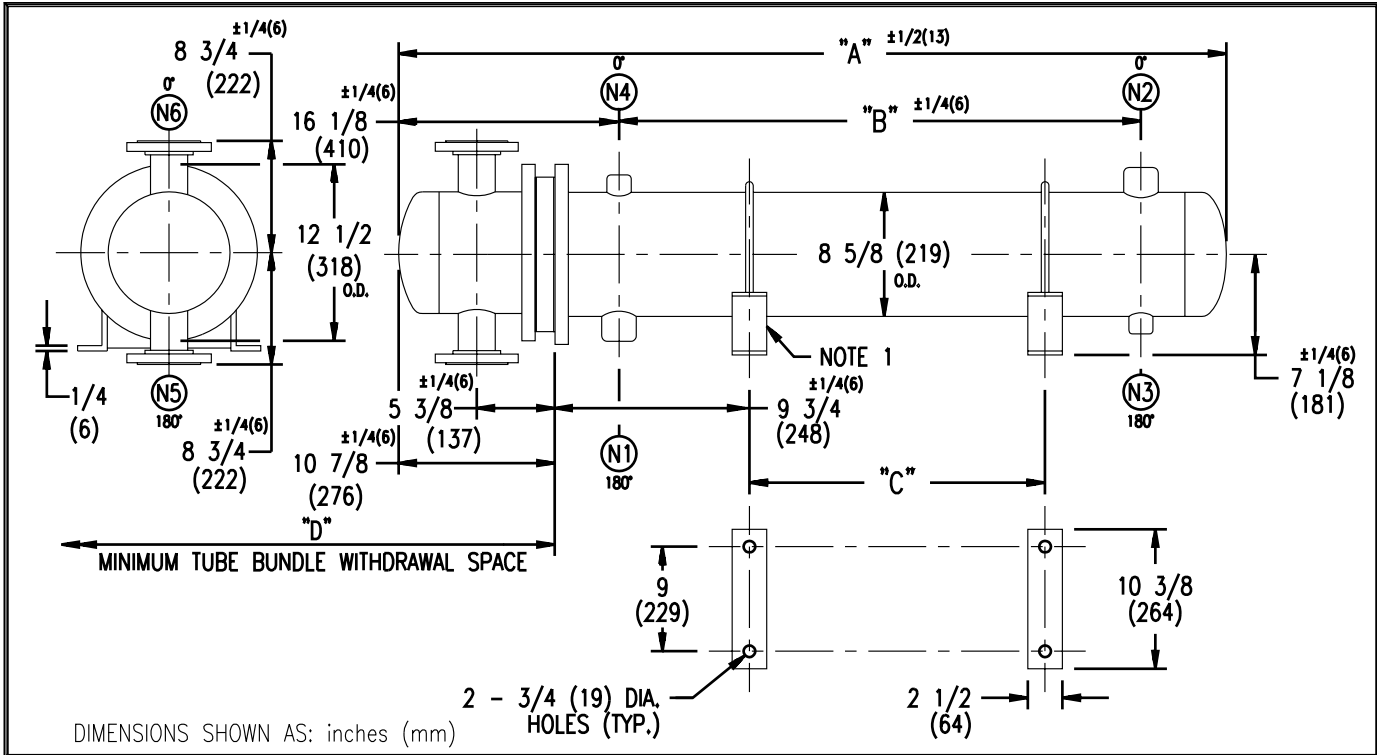 ±1/4(6)
8 3/4
(222)
0°
N6
±1/4(6)
16 1/8
(410)
"A" ±1/2(13)
0°
N4
0°
N2
"B" ±1/4(6)
12 1/2
(318)
O.D.
8 5/8 (219)
O.D.
NOTE 1
1/4
(6)
N5
180°
±1/4(6)
8 3/4
(222)
±1/4(6)
5 3/8
(137)
±1/4(6)
9 3/4
(248)
N3
180°
±1/4(6)
7 1/8
(181)
±1/4(6)
10 7/8
(276)
N1
180°
"C"
"D"
MINIMUM TUBE BUNDLE WITHDRAWAL SPACE
9
(229)
10 3/8
(264)
2 - 3/4 (19) DIA.
HOLES (TYP.)
2 1/2
(64)
DIMENSIONS SHOWN AS: inches (mm)